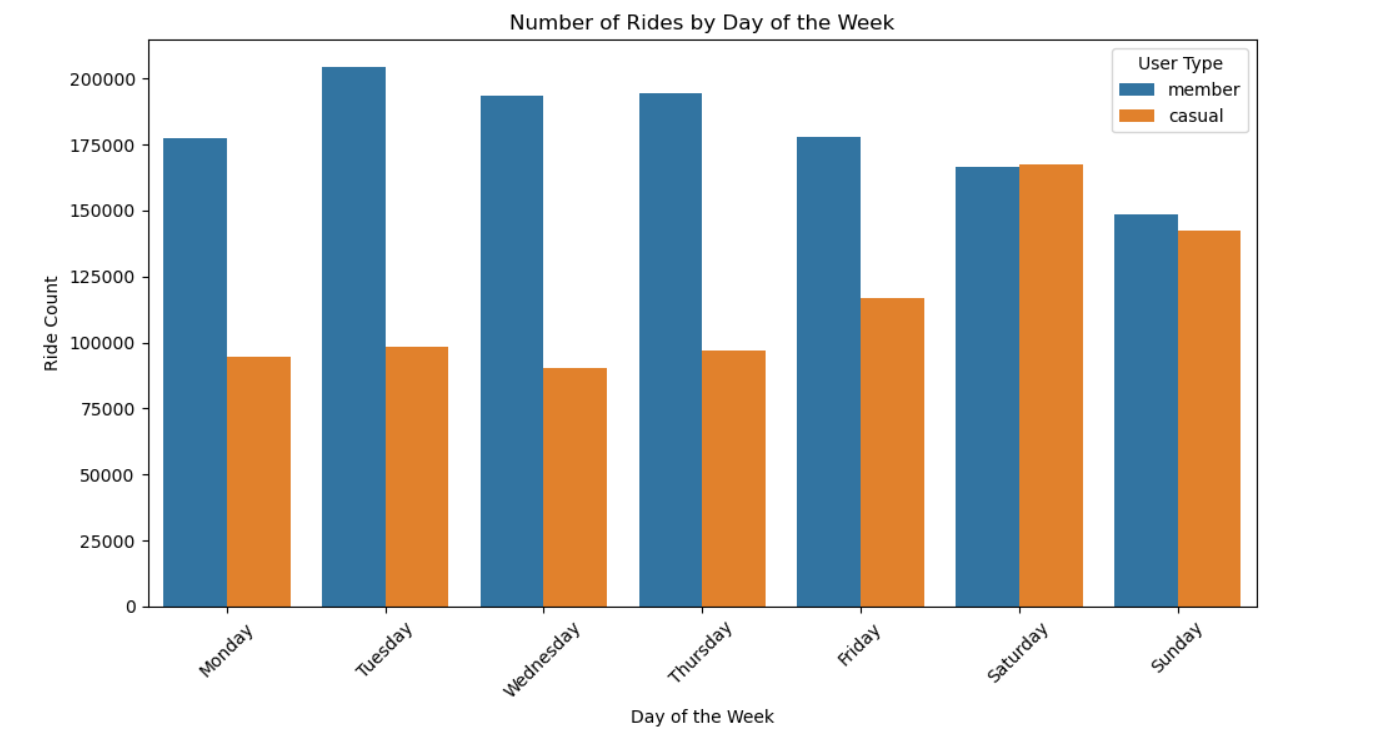 Number of Rides by Day of the Week
User Type
member
casual
Ride Count
200000
175000
150000
125000
100000
75000
50000
25000
0
Monday
Tuesday
Wednesday
Thursday
Friday
Saturday
Sunday
Day of the Week